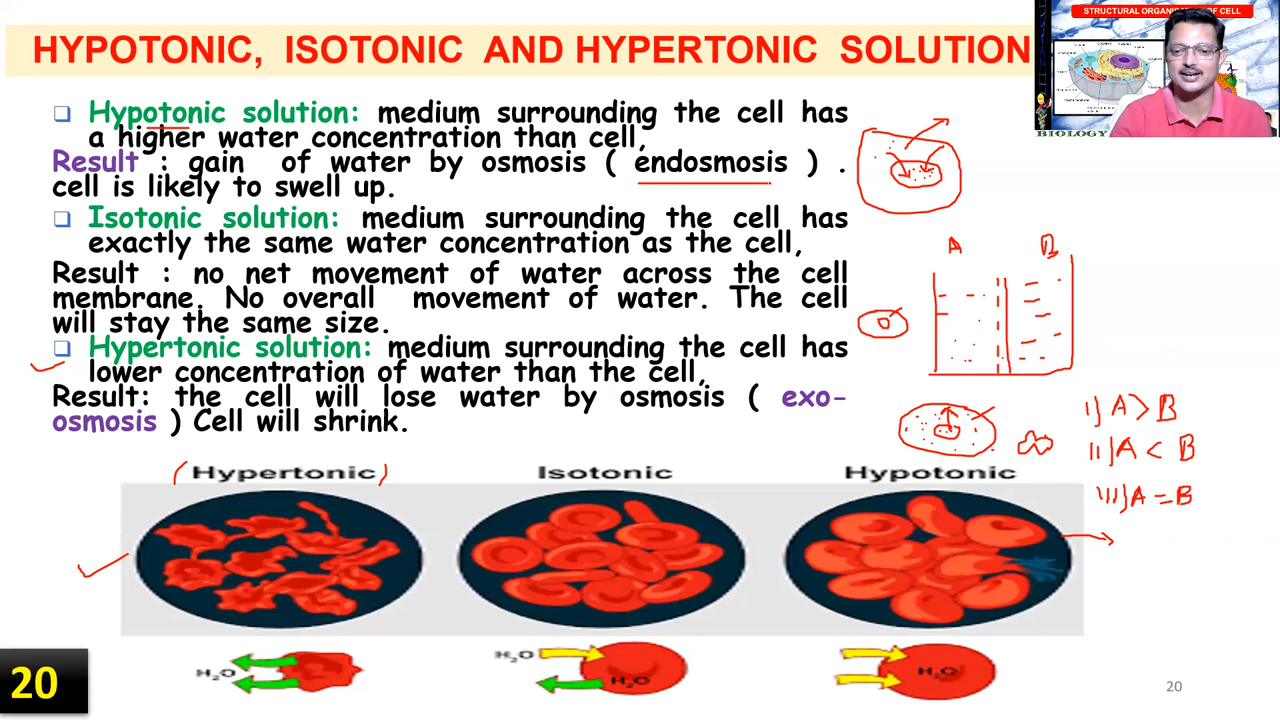 HYPOTONIC, ISOTONIC AND HYPERTONIC SOLUTION
STRUCTURAL ORGANISATION OF CELL
BIOLOGY
Hypotonic solution: medium surrounding the cell has
a higher water concentration than cell,
Result : gain of water by osmosis ( endosmosis ) .
cell is likely to swell up.
Isotonic solution: medium surrounding the cell has
exactly the same water concentration as the cell,
Result : no net movement of water across the cell
membrane. No overall movement of water. The cell
will stay the same size.
Hypertonic solution: medium surrounding the cell has
lower concentration of water than the cell,
Result: the cell will lose water by osmosis ( exo-
osmosis ) Cell will shrink.
A B
i) A > B
ii) A < B
iii) A = B
(Hypertonic) Isotonic Hypotonic
H₂O H₂O H₂O H₂O
20
20